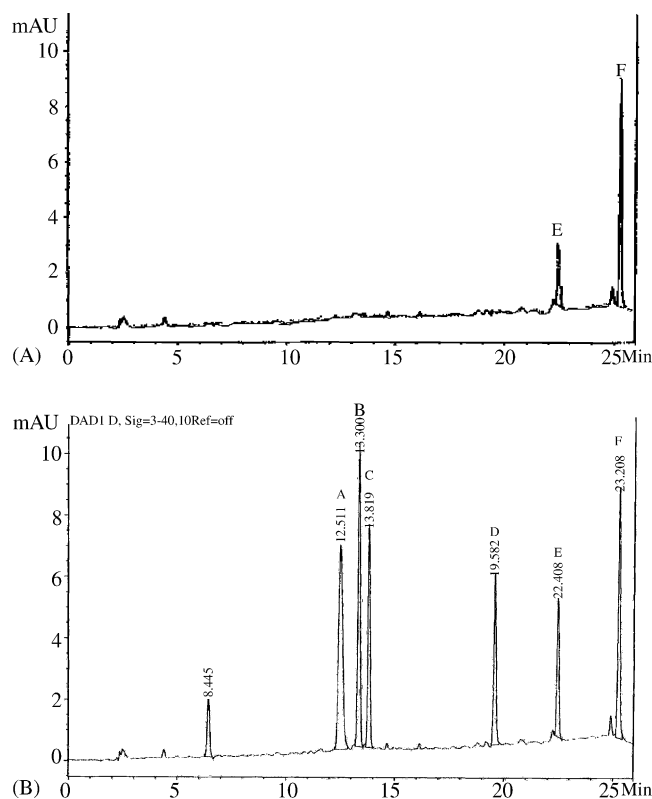 mAU
10
8
6
4
2
0
E
F
0 5 10 15 20 25Min
(A)
mAU
DAD1 D, Sig=3-40,10Ref=off
10
8
6
4
2
0
8.445
A
12.511
B
13.300
C
13.819
D
19.582
E
22.408
F
23.208
0 5 10 15 20 25Min
(B)